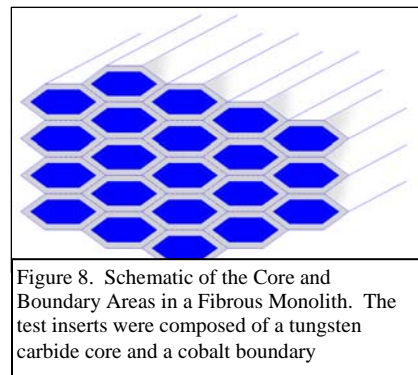 Figure 8.  Schematic of the Core and
Boundary Areas in a Fibrous Monolith.  The
test inserts were composed of a tungsten
carbide core and a cobalt boundary